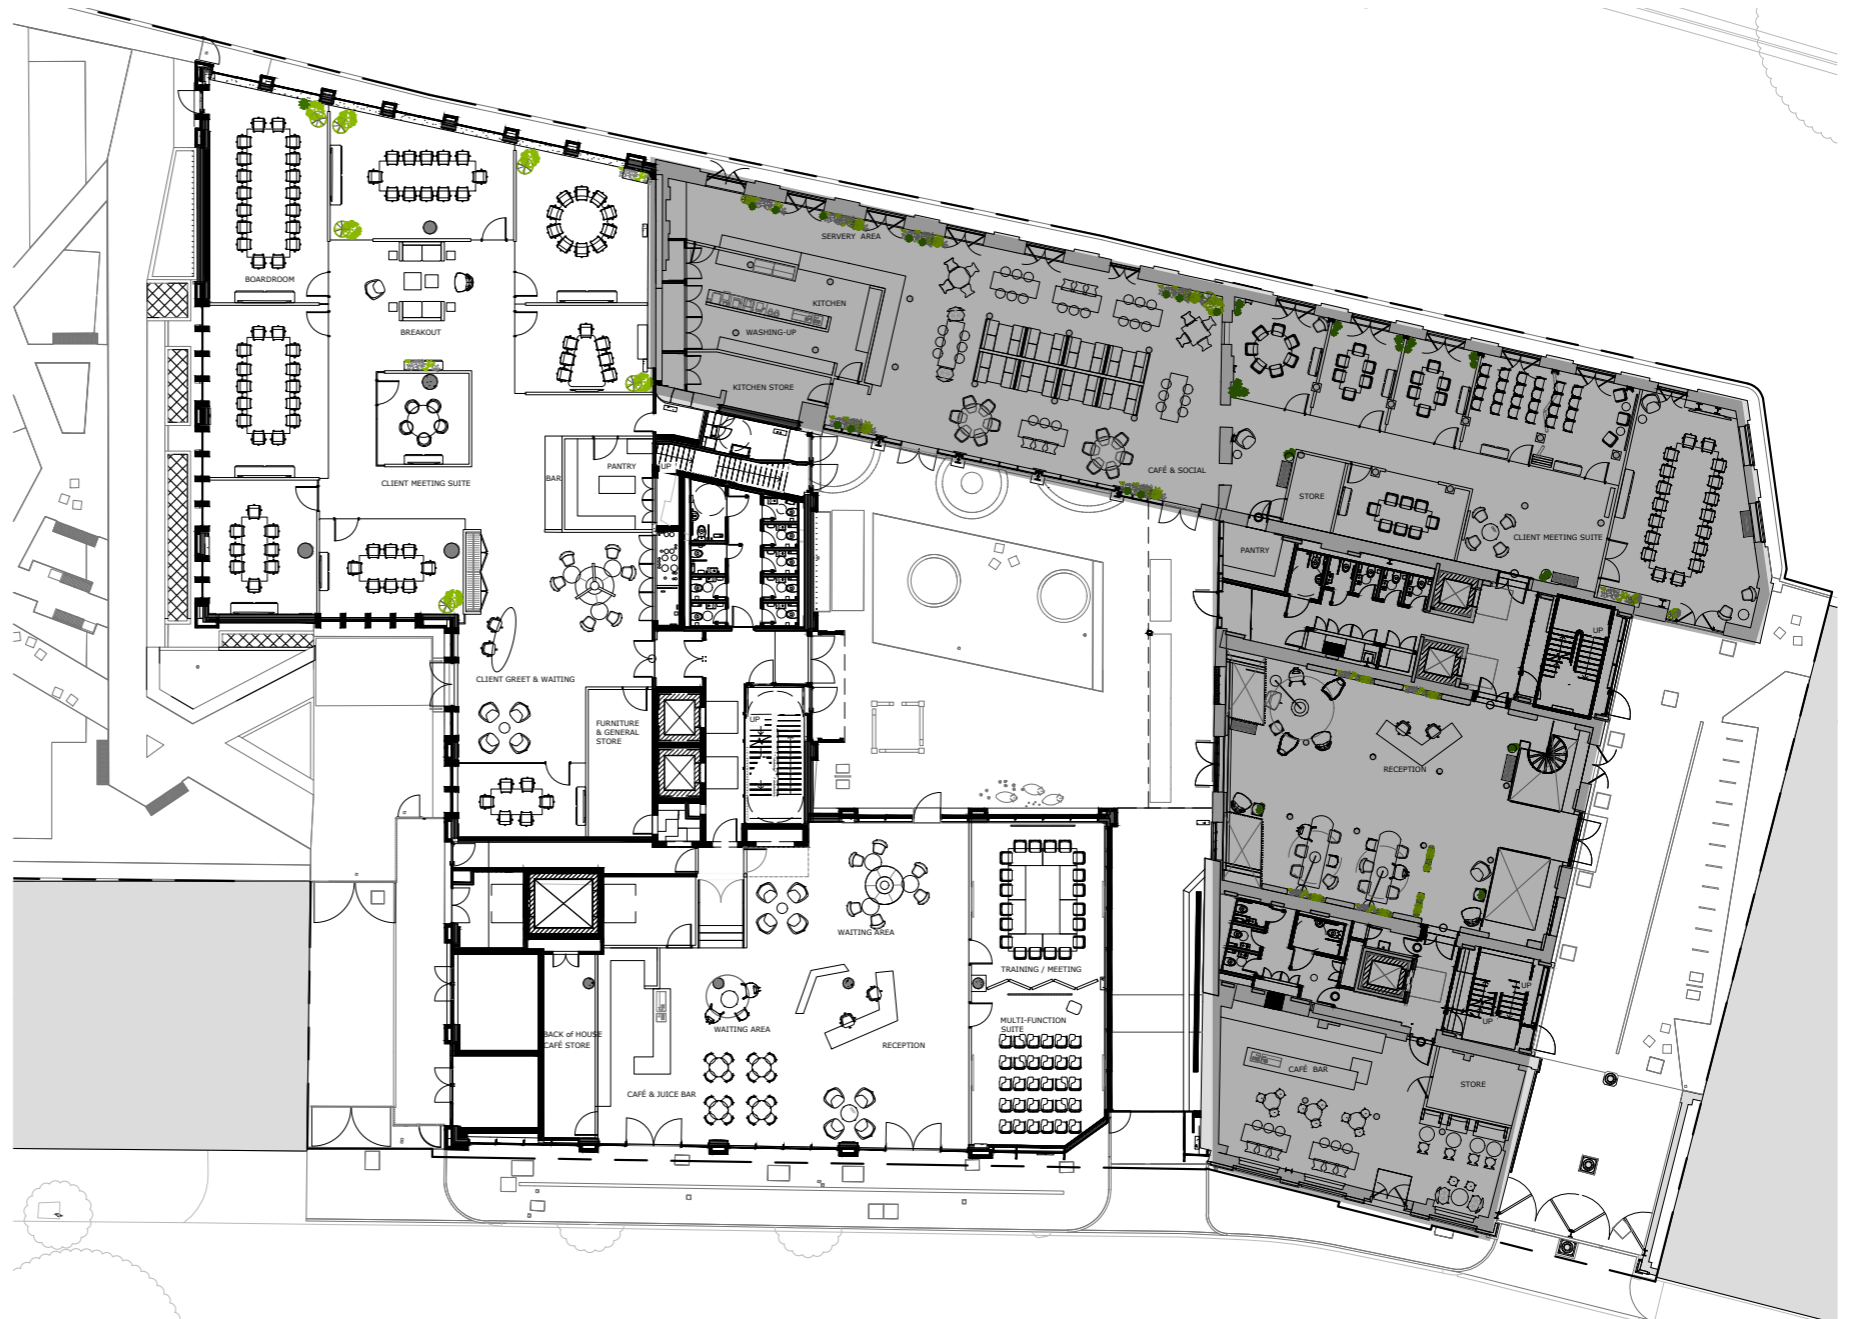 SERVERY AREA
BOARDROOM
KITCHEN
BREAKOUT
WASHING-UP
KITCHEN STORE
PANTRY
UP
CAFÉ & SOCIAL
BAR
CLIENT MEETING SUITE
STORE
CLIENT MEETING SUITE
PANTRY
UP
CLIENT GREET & WAITING
FURNITURE
& GENERAL
STORE
UP
RECEPTION
WAITING AREA
TRAINING / MEETING
UP
WAITING AREA
MULTI-FUNCTION
SUITE
UP
BACK of HOUSE
CAFÉ STORE
RECEPTION
CAFÉ BAR
STORE
CAFÉ & JUICE BAR